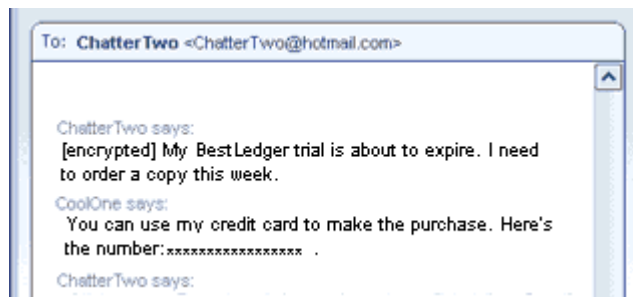 To: ChatterTwo <ChatterTwo@hotmail.com>
ChatterTwo says:
[encrypted] My BestLedger trial is about to expire. I need
to order a copy this week.
CoolOne says:
You can use my credit card to make the purchase. Here's
the number:xxxxxxxxxxxxxxxxx .
ChatterTwo says: